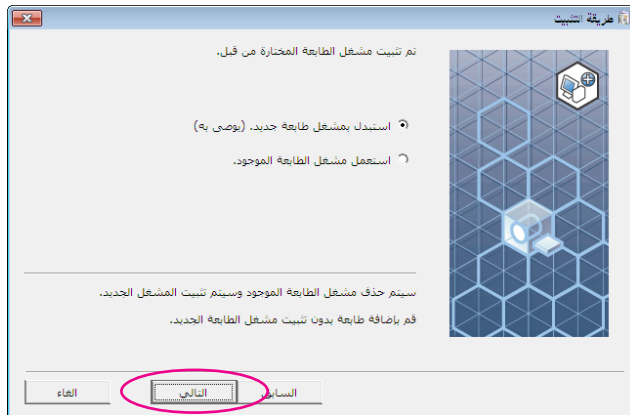 طريقة التثبيت
تم تثبيت مشغل الطابعة المختارة من قبل.
استبدل بمشغل طابعة جديد. (يوصى به)
استعمل مشغل الطابعة الموجود.
سيتم حذف مشغل الطابعة الموجود وسيتم تثبيت المشغل الجديد.
قم بإضافة طابعة بدون تثبيت مشغل الطابعة الجديد.
السابق
التالي
الغاء